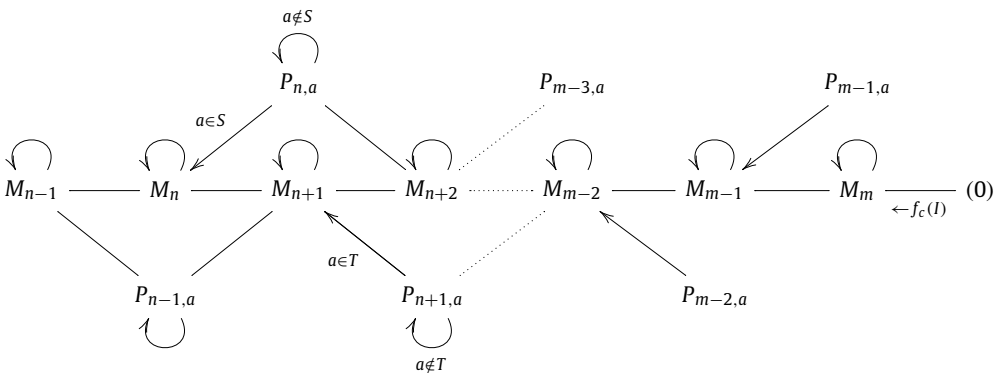 a∉S
P_{n,a} P_{m−3,a} P_{m−1,a}
a∈S
M_{n−1} M_n M_{n+1} M_{n+2} M_{m−2} M_{m−1} M_m (0)
←f_c(I)
a∈T
P_{n−1,a} P_{n+1,a} P_{m−2,a}
a∉T